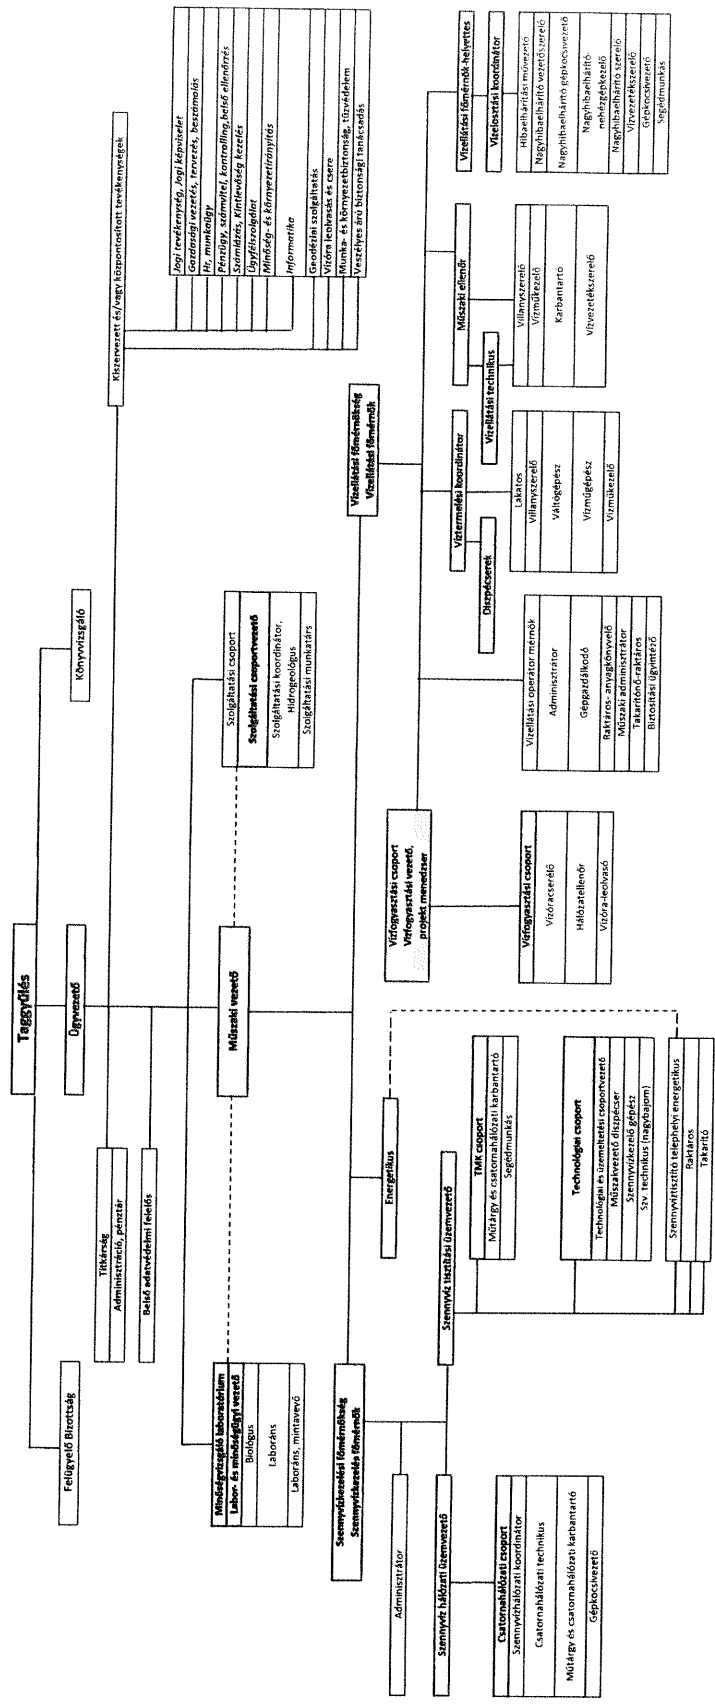 Taggyűlés
Felügyelő Bizottság
Könyvvizsgáló
Ügyvezető
Titkárság
Adminisztráció, pénztár
Belső adatvédelmi felelős
Kiszervezett és/vagy központosított tevékenységek
Jogi tevékenység, Jogi képviselet
Gazdasági vezetés, tervezés, beszámolás
Hr, munkaügy
Pénzügy, számvitel, kontrolling, belső ellenőrzés
Számlázás, Kintlevőség kezelés
Ügyfélszolgálat
Minőség- és környezetirányítás
Informatika
Geodéziai szolgáltatás
Vízóra leolvasás és csere
Munka- és környezetbiztonság, tűzvédelem
Veszélyes árú biztonsági tanácsadás
Minőségvizsgáló laboratórium
Labor- és minőségügyi vezető
Biológus
Laboráns
Laboráns, mintavevő
Műszaki vezető
Szolgáltatási csoport
Szolgáltatási csoportvezető
Szolgáltatási koordinátor,
Hidrogeológus
Szolgáltatási munkatárs
Szennyvízkezelési főmérnökség
Szennyvízkezelés főmérnök
Vízellátási főmérnökség
Vízellátási főmérnök
Energetikus
Adminisztrátor
Szennyvíz hálózati üzemvezető
Szennyvíz tisztítási üzemvezető
Csatornahálózati csoport
Szennyvízhálózati koordinátor
Csatornahálózati technikus
Műtárgy és csatornahálózati karbantartó
Gépkocsivezető
TMK csoport
Műtárgy és csatornahálózati karbantartó
Segédmunkás
Technológiai csoport
Technológiai és üzemeltetési csoportvezető
Műszakvezető diszpécser
Szennyvízkezelő gépész
Szv. technikus (nagybajom)
Szennyvíztisztító telephelyi energetikus
Raktáros
Takarító
Vízfogyasztási csoport
Vízfogyasztási vezető,
projekt menedzser
Vízfogyasztási csoport
Vízóracserélő
Hálózatellenőr
Vízóra-leolvasó
Vízellátási operátor mérnök
Adminisztrátor
Gépgazdálkodó
Raktáros- anyagkönyvelő
Műszaki adminisztrátor
Takarítónő-raktáros
Biztosítási ügyintéző
Víztermelési koordinátor
Diszpécserek
Lakatos
Villanyszerelő
Váltógépész
Vízműgépész
Vízműkezelő
Műszaki ellenőr
Vízellátási technikus
Villanyszerelő
Vízműkezelő
Karbantartó
Vízvezetékszerelő
Vízellátási főmérnök-helyettes
Vízelosztási koordinátor
Hibaelhárítási művezető
Nagyhibaelhárító vezetőszerelő
Nagyhibaelhárító gépkocsivezető
Nagyhibaelhárító-
nehézgépkezelő
Nagyhibaelhárító szerelő
Vízvezetékszerelő
Gépkocsivezető
Segédmunkás